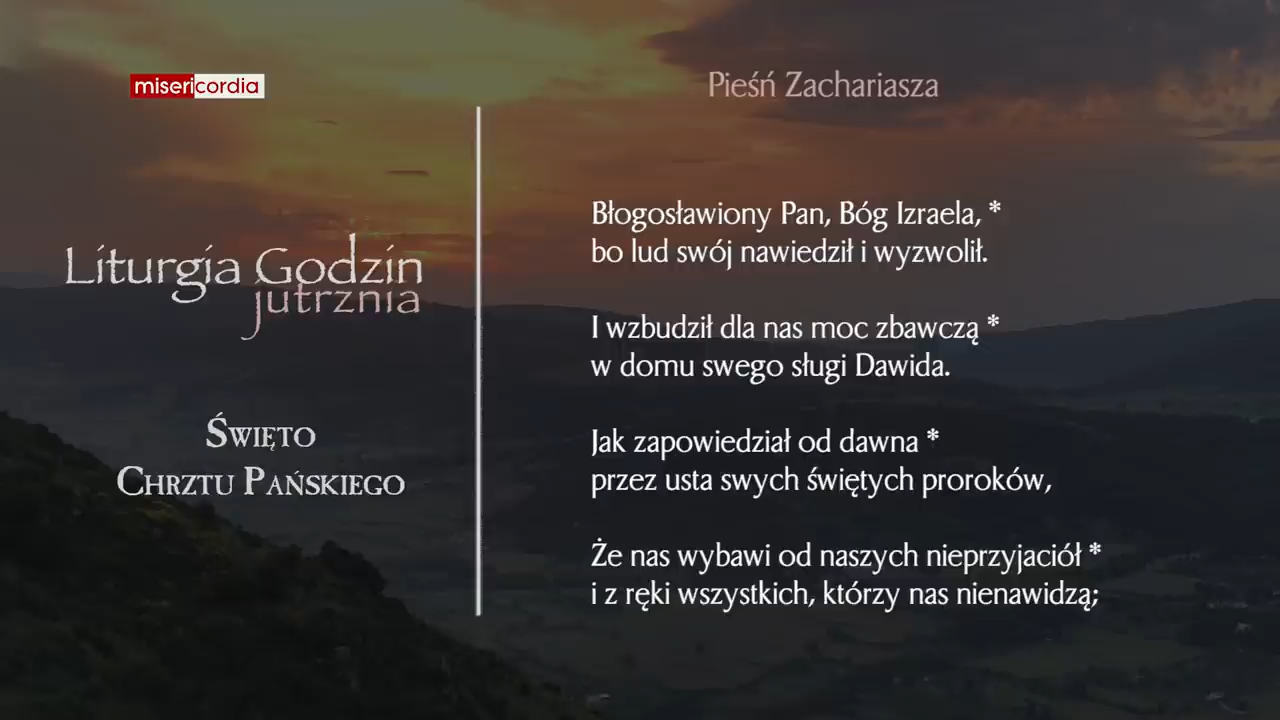 misericordia
Liturgia Godzin
jutrznia
Święto
Chrztu Pańskiego
Pieśń Zachariasza
Błogosławiony Pan, Bóg Izraela, *
bo lud swój nawiedził i wyzwolił.
I wzbudził dla nas moc zbawczą *
w domu swego sługi Dawida.
Jak zapowiedział od dawna *
przez usta swych świętych proroków,
Że nas wybawi od naszych nieprzyjaciół *
i z ręki wszystkich, którzy nas nienawidzą;